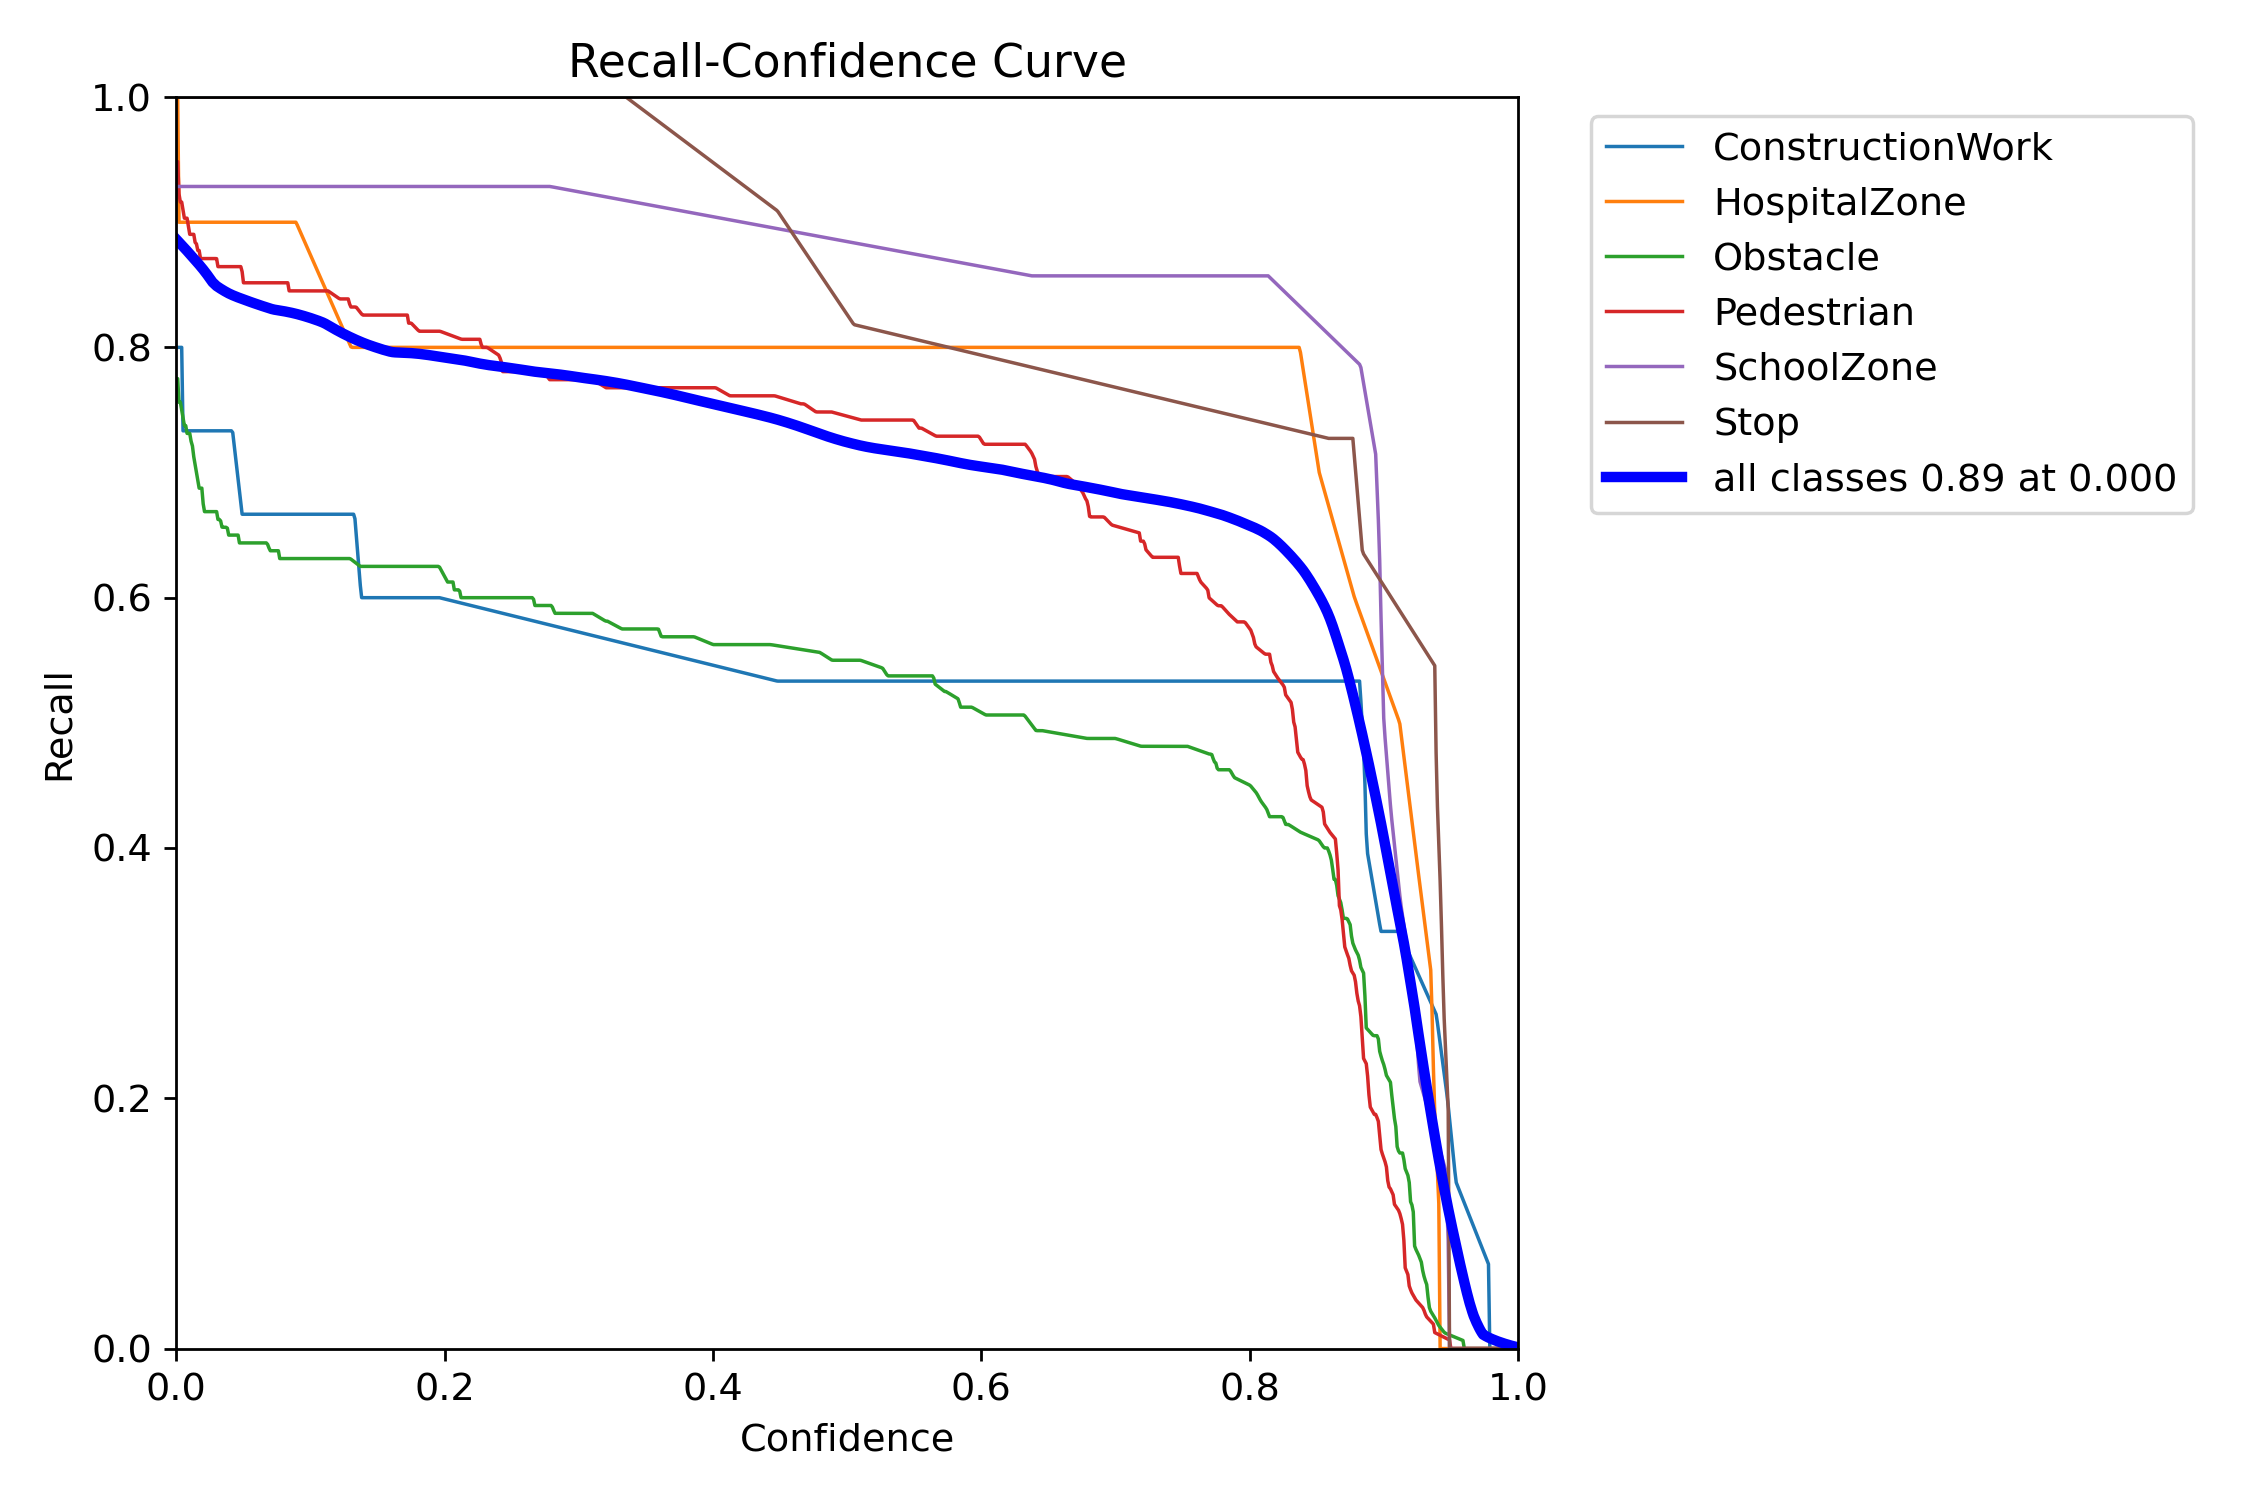 Recall-Confidence Curve
1.0
0.8
0.6
0.4
0.2
0.0
Recall
0.0 0.2 0.4 0.6 0.8 1.0
Confidence
ConstructionWork
HospitalZone
Obstacle
Pedestrian
SchoolZone
Stop
all classes 0.89 at 0.000